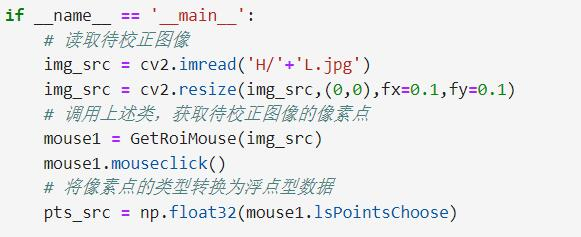 if __name__ == '__main__':
    # 读取待校正图像
    img_src = cv2.imread('H/'+'L.jpg')
    img_src = cv2.resize(img_src,(0,0),fx=0.1,fy=0.1)
    # 调用上述类，获取待校正图像的像素点
    mouse1 = GetRoiMouse(img_src)
    mouse1.mouseclick()
    # 将像素点的类型转换为浮点型数据
    pts_src = np.float32(mouse1.lsPointsChoose)